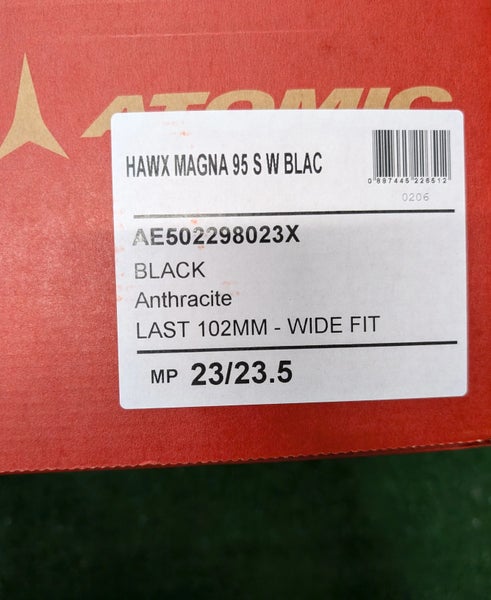 ATOMIC
HAWX MAGNA 95 S W BLAC
0 887445 226512
0206
AE502298023X
BLACK
Anthracite
LAST 102MM - WIDE FIT
MP 23/23.5